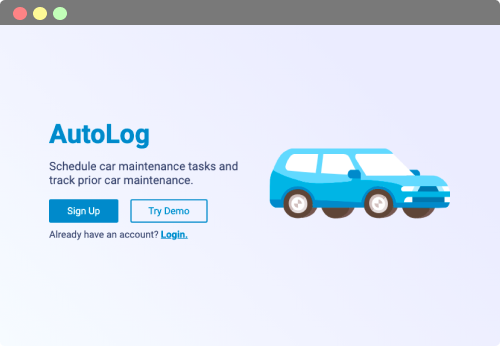 AutoLog
Schedule car maintenance tasks and
track prior car maintenance.
Sign Up
Try Demo
Already have an account? Login.